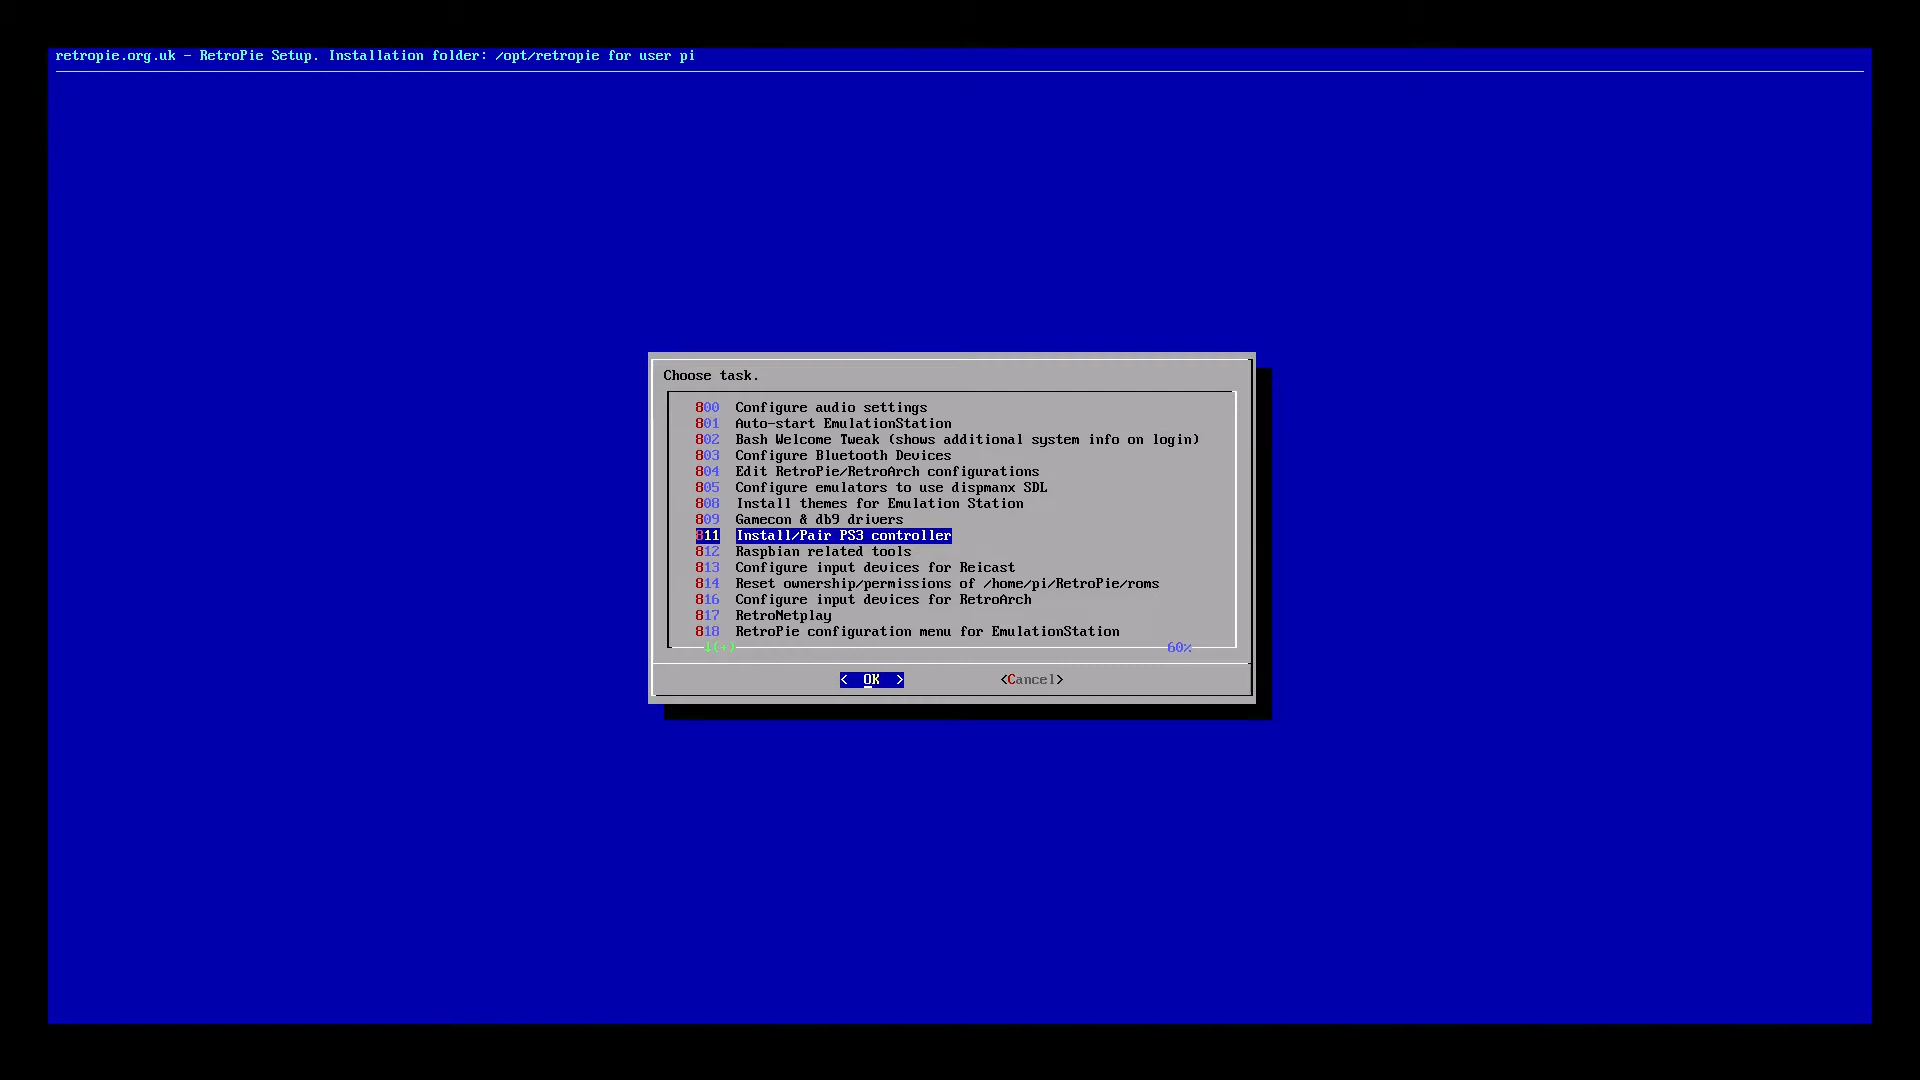 retropie.org.uk - RetroPie Setup. Installation folder: /opt/retropie for user pi
Choose task.
800 Configure audio settings
801 Auto-start EmulationStation
802 Bash Welcome Tweak (shows additional system info on login)
803 Configure Bluetooth Devices
804 Edit RetroPie/RetroArch configurations
805 Configure emulators to use dispmanx SDL
808 Install themes for Emulation Station
809 Gamecon & db9 drivers
811 Install/Pair PS3 controller
812 Raspbian related tools
813 Configure input devices for Reicast
814 Reset ownership/permissions of /home/pi/RetroPie/roms
816 Configure input devices for RetroArch
817 RetroNetplay
818 RetroPie configuration menu for EmulationStation
↓(+) 60%
< OK > <Cancel>